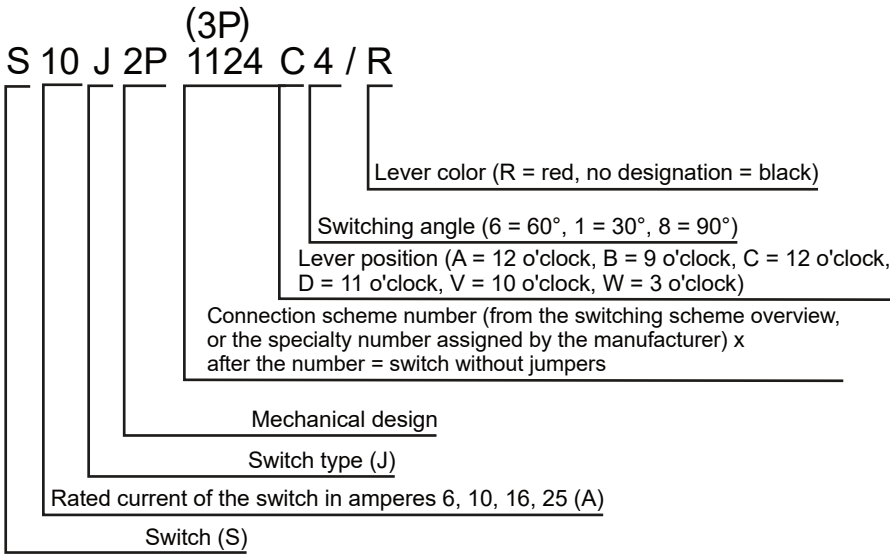 (3P)
S 10 J 2P 1124 C 4 / R
Lever color (R = red, no designation = black)
Switching angle (6 = 60°, 1 = 30°, 8 = 90°)
Lever position (A = 12 o'clock, B = 9 o'clock, C = 12 o'clock,
D = 11 o'clock, V = 10 o'clock, W = 3 o'clock)
Connection scheme number (from the switching scheme overview,
or the specialty number assigned by the manufacturer) x
after the number = switch without jumpers
Mechanical design
Switch type (J)
Rated current of the switch in amperes 6, 10, 16, 25 (A)
Switch (S)